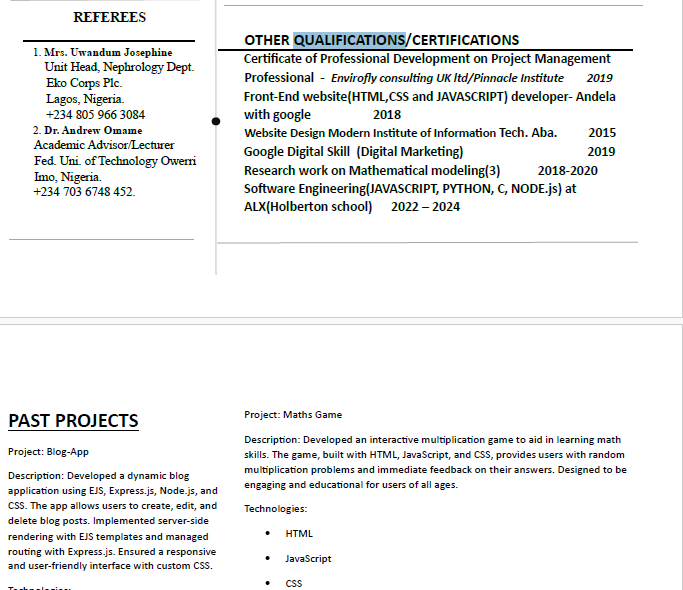 REFEREES
1. Mrs. Uwandum Josephine
Unit Head, Nephrology Dept.
Eko Corps Plc.
Lagos, Nigeria.
+234 805 966 3084
2. Dr. Andrew Omame
Academic Advisor/Lecturer
Fed. Uni. of Technology Owerri
Imo, Nigeria.
+234 703 6748 452.
OTHER QUALIFICATIONS/CERTIFICATIONS
Certificate of Professional Development on Project Management
Professional - Envirofly consulting UK ltd/Pinnacle Institute 2019
Front-End website(HTML,CSS and JAVASCRIPT) developer- Andela
with google 2018
Website Design Modern Institute of Information Tech. Aba. 2015
Google Digital Skill (Digital Marketing) 2019
Research work on Mathematical modeling(3) 2018-2020
Software Engineering(JAVASCRIPT, PYTHON, C, NODE.js) at
ALX(Holberton school) 2022 – 2024
PAST PROJECTS
Project: Blog-App
Description: Developed a dynamic blog
application using EJS, Express.js, Node.js, and
CSS. The app allows users to create, edit, and
delete blog posts. Implemented server-side
rendering with EJS templates and managed
routing with Express.js. Ensured a responsive
and user-friendly interface with custom CSS.
Technologies:
Project: Maths Game
Description: Developed an interactive multiplication game to aid in learning math
skills. The game, built with HTML, JavaScript, and CSS, provides users with random
multiplication problems and immediate feedback on their answers. Designed to be
engaging and educational for users of all ages.
Technologies:
• HTML
• JavaScript
• CSS